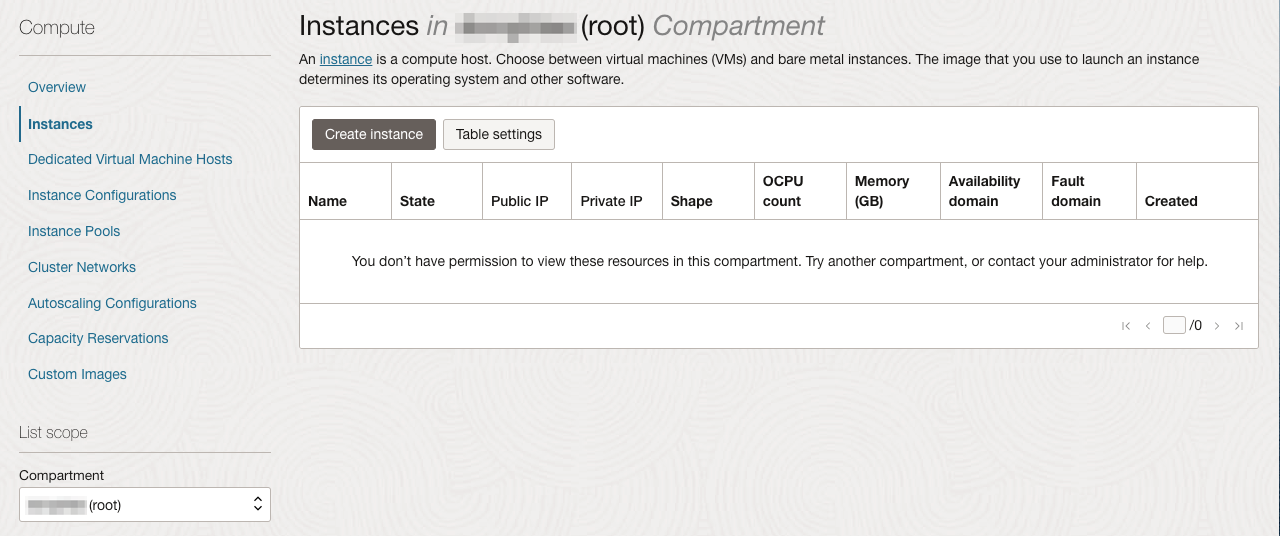 Compute
Overview
Instances
Dedicated Virtual Machine Hosts
Instance Configurations
Instance Pools
Cluster Networks
Autoscaling Configurations
Capacity Reservations
Custom Images
List scope
Compartment
(root)
Instances in (root) Compartment
An instance is a compute host. Choose between virtual machines (VMs) and bare metal instances. The image that you use to launch an instance
determines its operating system and other software.
Create instance Table settings
Name State Public IP Private IP Shape OCPU count Memory (GB) Availability domain Fault domain Created
You don’t have permission to view these resources in this compartment. Try another compartment, or contact your administrator for help.
/0